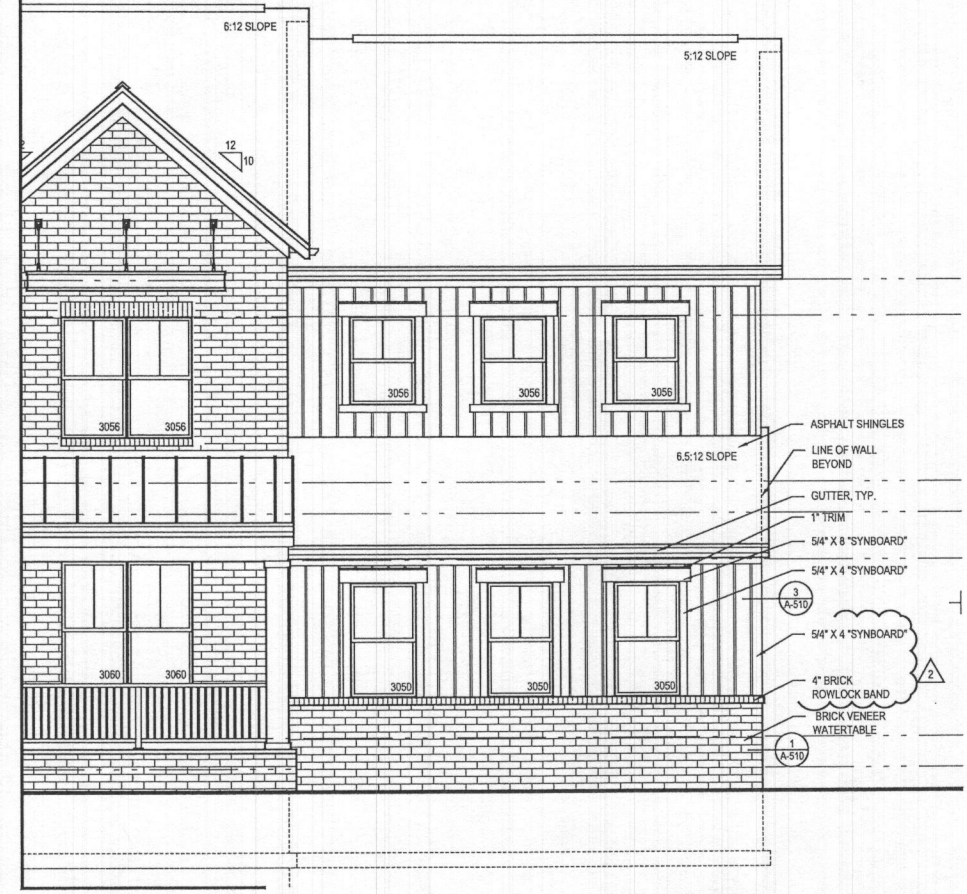 6:12 SLOPE
5:12 SLOPE
12
10
3056
3056
3056
3056
3056
ASPHALT SHINGLES
6.5:12 SLOPE
LINE OF WALL
BEYOND
GUTTER, TYP.
1" TRIM
5/4" X 8 "SYNBOARD"
5/4" X 4 "SYNBOARD"
3
A-510
5/4" X 4 "SYNBOARD"
2
3060
3060
3050
3050
3050
4" BRICK
ROWLOCK BAND
BRICK VENEER
WATERTABLE
1
A-510